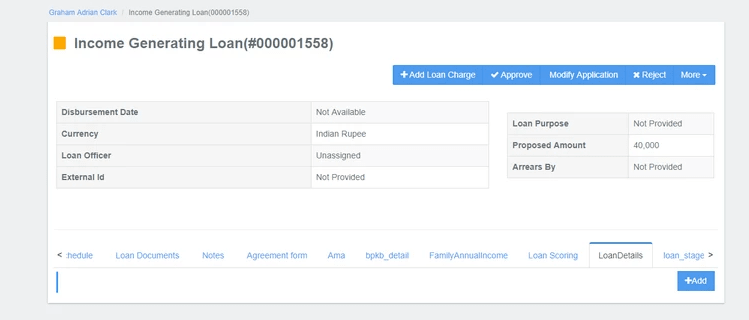 Graham Adrian Clark / Income Generating Loan(000001558)
Income Generating Loan(#000001558)
Add Loan Charge Approve Modify Application Reject More
Disbursement Date Not Available
Currency Indian Rupee
Loan Officer Unassigned
External Id Not Provided
Loan Purpose Not Provided
Proposed Amount 40,000
Arrears By Not Provided
< :hedule Loan Documents Notes Agreement form Ama bpkb_detail FamilyAnnualIncome Loan Scoring LoanDetails loan_stage >
+Add